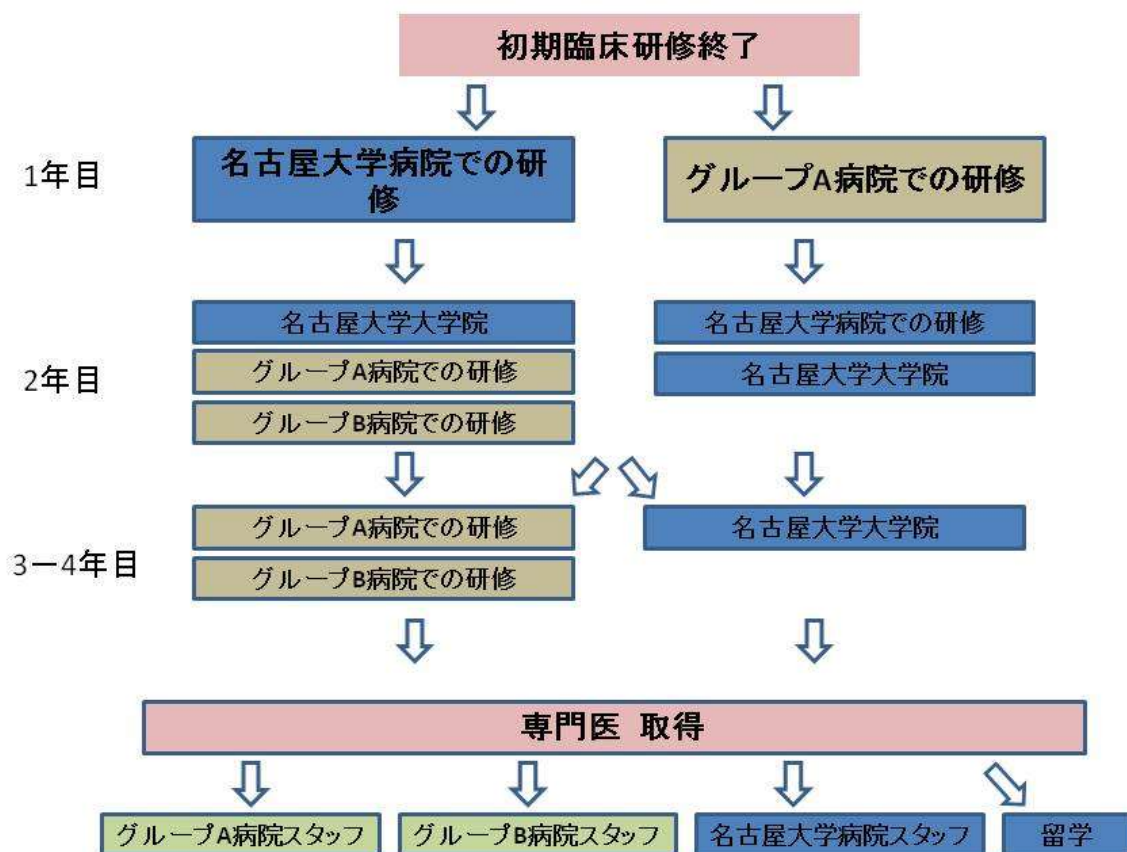 初期臨床研修終了
1年目
名古屋大学病院での研
修
グループA病院での研修
2年目
名古屋大学大学院
グループA病院での研修
グループB病院での研修
名古屋大学病院での研修
名古屋大学大学院
3ー4年目
グループA病院での研修
グループB病院での研修
名古屋大学大学院
専門医 取得
グループA病院スタッフ
グループB病院スタッフ
名古屋大学病院スタッフ
留学